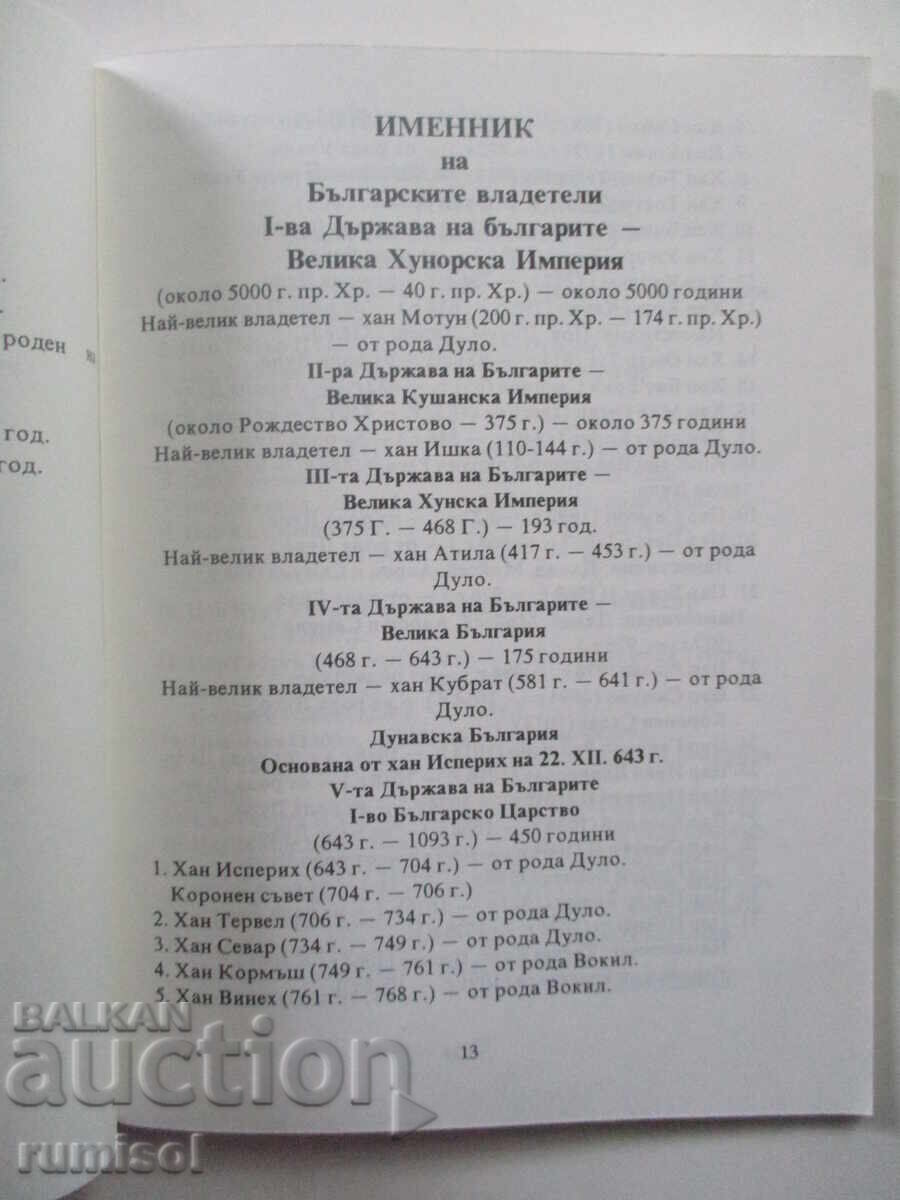 ИМЕННИК
на
Българските владетели
I-ва Държава на българите —
Велика Хунорска Империя
(около 5000 г. пр. Хр. — 40 г. пр. Хр.) — около 5000 години
Най-велик владетел — хан Мотун (200 г. пр. Хр. — 174 г. пр. Хр.)
— от рода Дуло.
II-ра Държава на Българите —
Велика Кушанска Империя
(около Рождество Христово — 375 г.) — около 375 години
Най-велик владетел — хан Ишка (110-144 г.) — от рода Дуло.
III-та Държава на Българите —
Велика Хунска Империя
(375 Г. — 468 Г.) — 193 год.
Най-велик владетел — хан Атила (417 г. — 453 г.) — от рода
Дуло.
IV-та Държава на Българите —
Велика България
(468 г. — 643 г.) — 175 години
Най-велик владетел — хан Кубрат (581 г. — 641 г.) — от рода
Дуло.
Дунавска България
Основана от хан Исперих на 22. XII. 643 г.
V-та Държава на Българите
I-во Българско Царство
(643 г. — 1093 г.) — 450 години
1. Хан Исперих (643 г. — 704 г.) — от рода Дуло.
Коронен съвет (704 г. — 706 г.)
2. Хан Тервел (706 г. — 734 г.) — от рода Дуло.
3. Хан Севар (734 г. — 749 г.) — от рода Дуло.
4. Хан Кормъш (749 г. — 761 г.) — от рода Вокил.
5. Хан Винех (761 г. — 768 г.) — от рода Вокил.
13
роден на
год.
год.
BALKAN
auction
rumisol